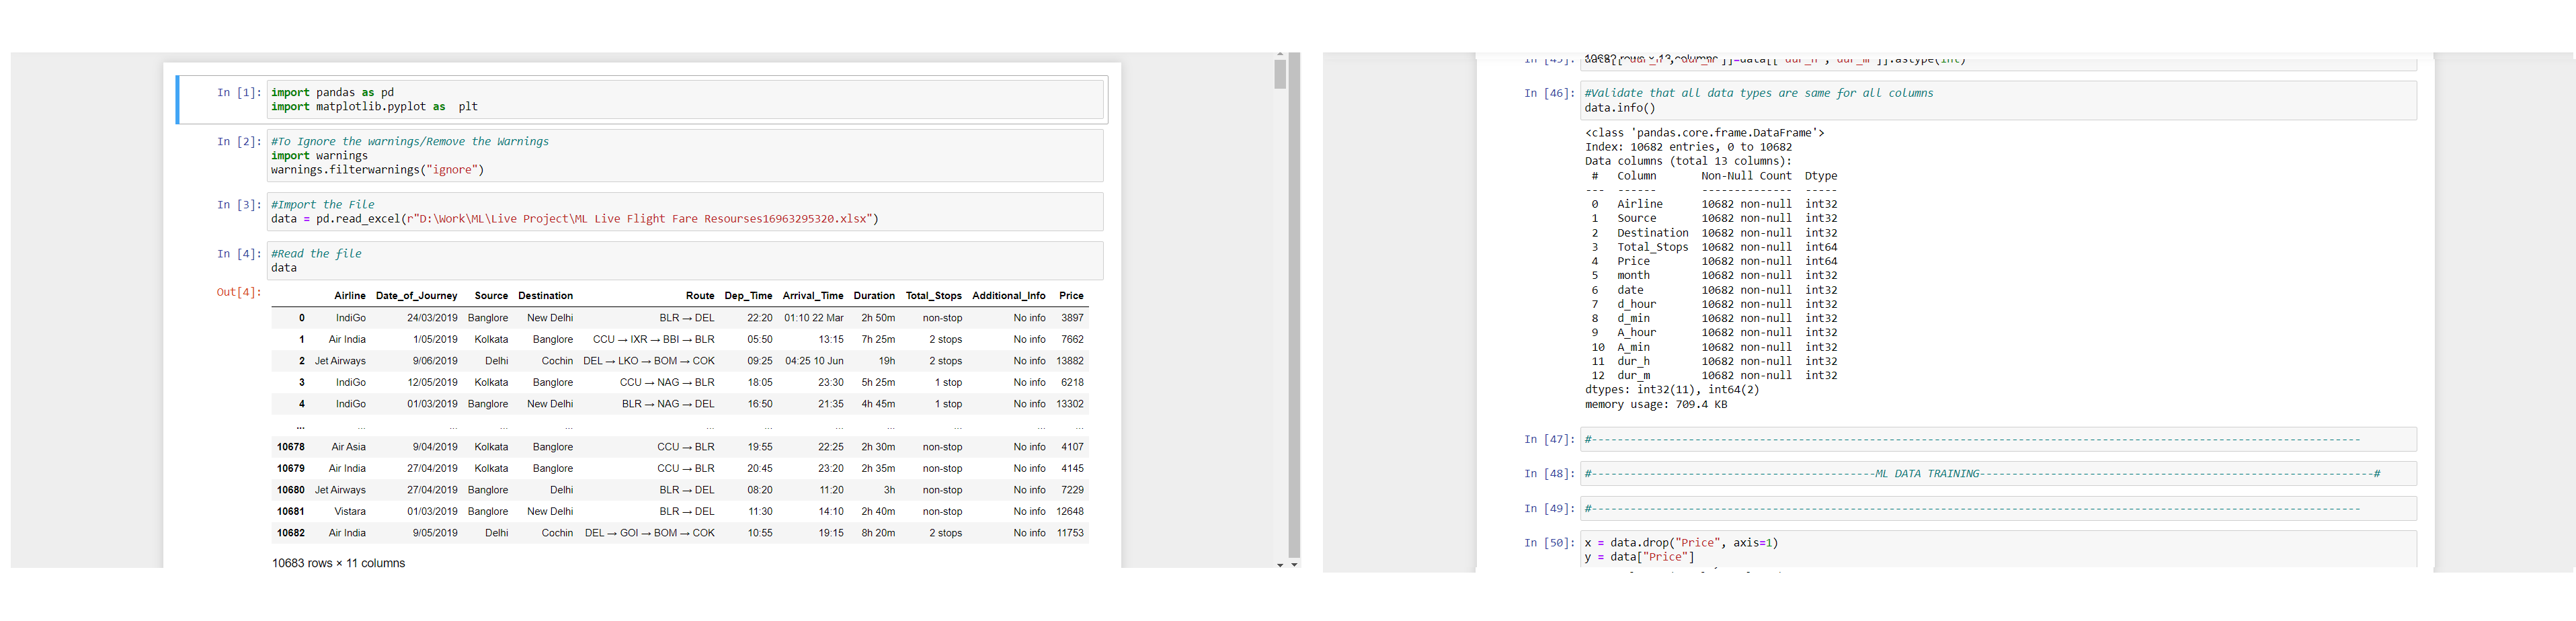 In [1]: import pandas as pd
import matplotlib.pyplot as  plt
In [2]: #To Ignore the warnings/Remove the Warnings
import warnings
warnings.filterwarnings("ignore")
In [3]: #Import the File
data = pd.read_excel(r"D:\Work\ML\Live Project\ML Live Flight Fare Resourses16963295320.xlsx")
In [4]: #Read the file
data
Out[4]: Airline Date_of_Journey Source Destination Route Dep_Time Arrival_Time Duration Total_Stops Additional_Info Price
0 IndiGo 24/03/2019 Banglore New Delhi BLR → DEL 22:20 01:10 22 Mar 2h 50m non-stop No info 3897
1 Air India 1/05/2019 Kolkata Banglore CCU → IXR → BBI → BLR 05:50 13:15 7h 25m 2 stops No info 7662
2 Jet Airways 9/06/2019 Delhi Cochin DEL → LKO → BOM → COK 09:25 04:25 10 Jun 19h 2 stops No info 13882
3 IndiGo 12/05/2019 Kolkata Banglore CCU → NAG → BLR 18:05 23:30 5h 25m 1 stop No info 6218
4 IndiGo 01/03/2019 Banglore New Delhi BLR → NAG → DEL 16:50 21:35 4h 45m 1 stop No info 13302
... ... ... ... ... ... ... ... ... ... ... ...
10678 Air Asia 9/04/2019 Kolkata Banglore CCU → BLR 19:55 22:25 2h 30m non-stop No info 4107
10679 Air India 27/04/2019 Kolkata Banglore CCU → BLR 20:45 23:20 2h 35m non-stop No info 4145
10680 Jet Airways 27/04/2019 Banglore Delhi BLR → DEL 08:20 11:20 3h non-stop No info 7229
10681 Vistara 01/03/2019 Banglore New Delhi BLR → DEL 11:30 14:10 2h 40m non-stop No info 12648
10682 Air India 9/05/2019 Delhi Cochin DEL → GOI → BOM → COK 10:55 19:15 8h 20m 2 stops No info 11753
10683 rows × 11 columns
In [46]: #Validate that all data types are same for all columns
data.info()
<class 'pandas.core.frame.DataFrame'>
Index: 10682 entries, 0 to 10682
Data columns (total 13 columns):
#   Column       Non-Null Count  Dtype
---  ------       --------------  -----
0   Airline      10682 non-null  int32
1   Source       10682 non-null  int32
2   Destination  10682 non-null  int32
3   Total_Stops  10682 non-null  int64
4   Price        10682 non-null  int64
5   month        10682 non-null  int32
6   date         10682 non-null  int32
7   d_hour       10682 non-null  int32
8   d_min        10682 non-null  int32
9   A_hour       10682 non-null  int32
10  A_min        10682 non-null  int32
11  dur_h        10682 non-null  int32
12  dur_m        10682 non-null  int32
dtypes: int32(11), int64(2)
memory usage: 709.4 KB
In [47]: #-----------------------------------------------------------------------------------------------------------------------
In [48]: #--------------------------------------------ML DATA TRAINING-------------------------------------------------------------#
In [49]: #-----------------------------------------------------------------------------------------------------------------------
In [50]: x = data.drop("Price", axis=1)
y = data["Price"]